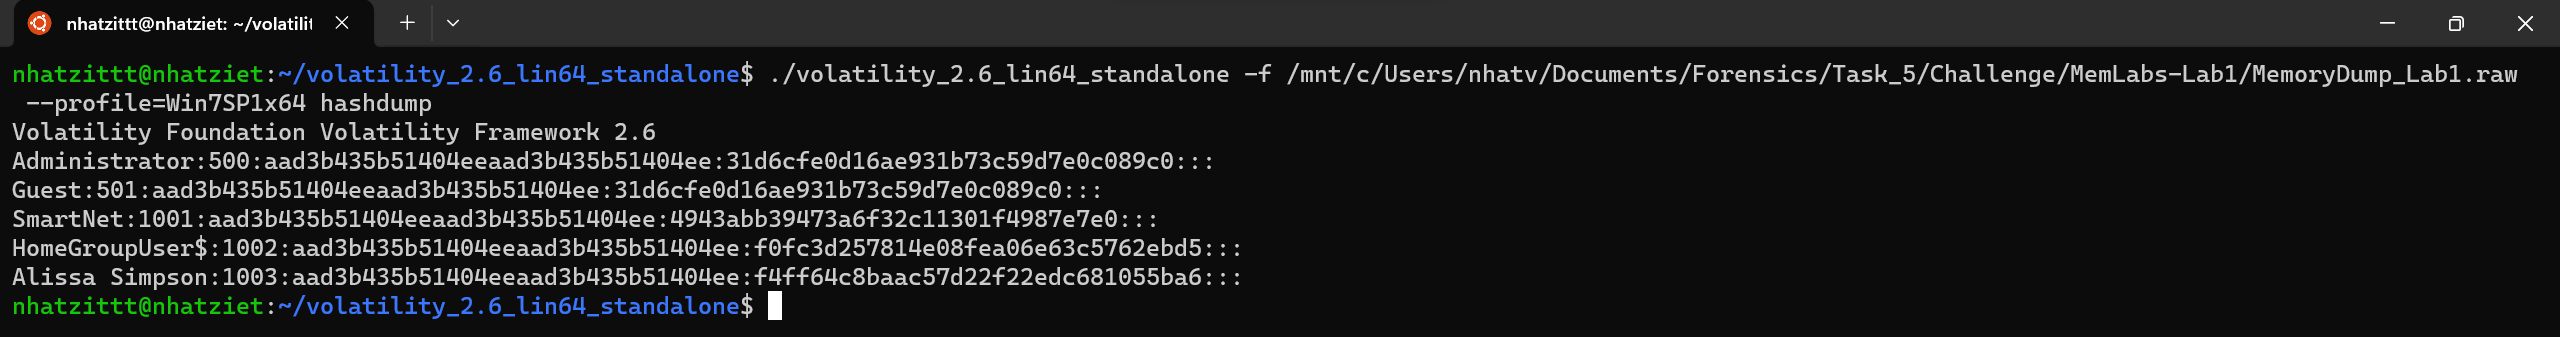 nhatzittt@nhatziet: ~/volatilit
nhatzittt@nhatziet:~/volatility_2.6_lin64_standalone$ ./volatility_2.6_lin64_standalone -f /mnt/c/Users/nhatv/Documents/Forensics/Task_5/Challenge/MemLabs-Lab1/MemoryDump_Lab1.raw
--profile=Win7SP1x64 hashdump
Volatility Foundation Volatility Framework 2.6
Administrator:500:aad3b435b51404eeaad3b435b51404ee:31d6cfe0d16ae931b73c59d7e0c089c0:::
Guest:501:aad3b435b51404eeaad3b435b51404ee:31d6cfe0d16ae931b73c59d7e0c089c0:::
SmartNet:1001:aad3b435b51404eeaad3b435b51404ee:4943abb39473a6f32c11301f4987e7e0:::
HomeGroupUser$:1002:aad3b435b51404eeaad3b435b51404ee:f0fc3d257814e08fea06e63c5762ebd5:::
Alissa Simpson:1003:aad3b435b51404eeaad3b435b51404ee:f4ff64c8baac57d22f22edc681055ba6:::
nhatzittt@nhatziet:~/volatility_2.6_lin64_standalone$